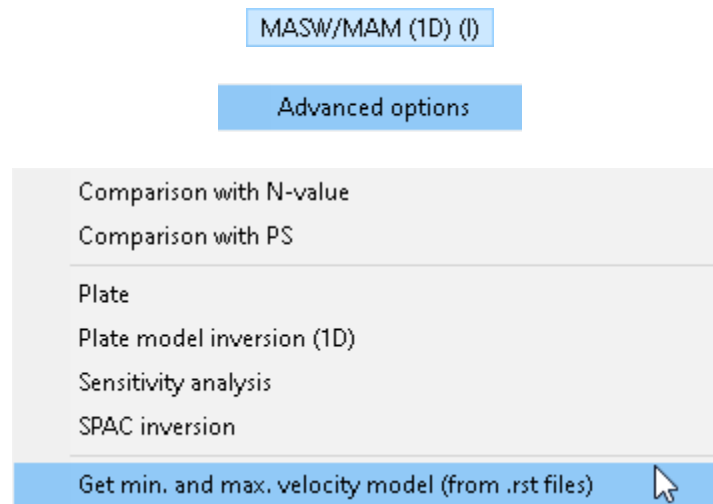 MASW/MAM (1D) (I)
Advanced options
Comparison with N-value
Comparison with PS
Plate
Plate model inversion (1D)
Sensitivity analysis
SPAC inversion
Get min. and max. velocity model (from .rst files)